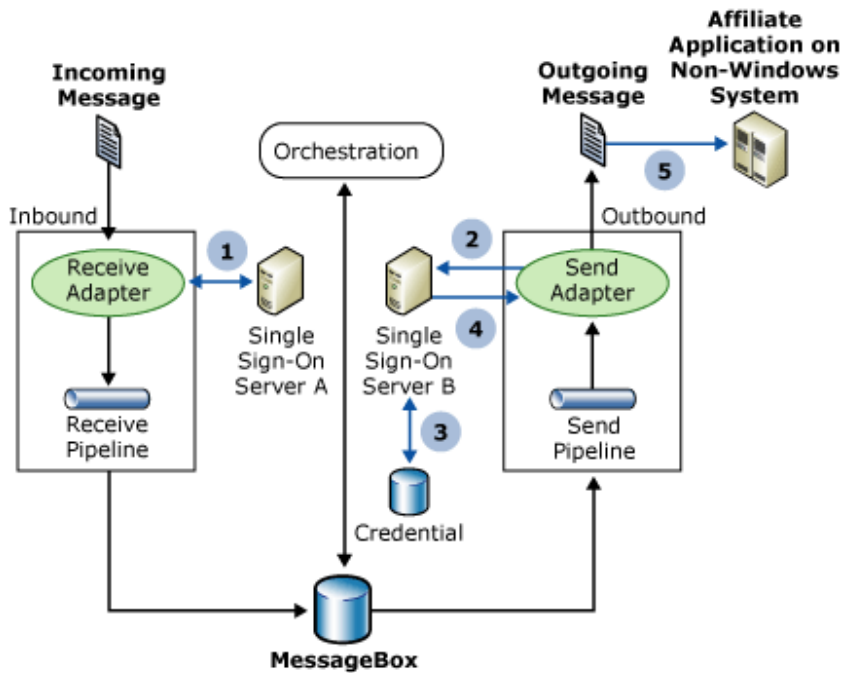 Affiliate
Application on
Non-Windows
System
Incoming
Message
Outgoing
Message
Orchestration
5
Inbound
Outbound
1
2
Receive
Adapter
Send
Adapter
4
Single
Sign-On
Server A
Single
Sign-On
Server B
3
Receive
Pipeline
Send
Pipeline
Credential
MessageBox